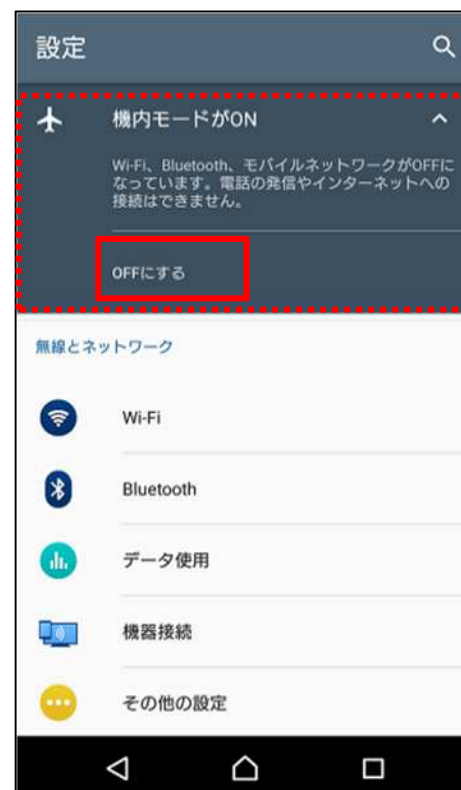 設定
機内モードがON
Wi-Fi、Bluetooth、モバイルネットワークがOFFに
なっています。電話の発信やインターネットへの
接続はできません。
OFFにする
無線とネットワーク
Wi-Fi
Bluetooth
データ使用
機器接続
その他の設定